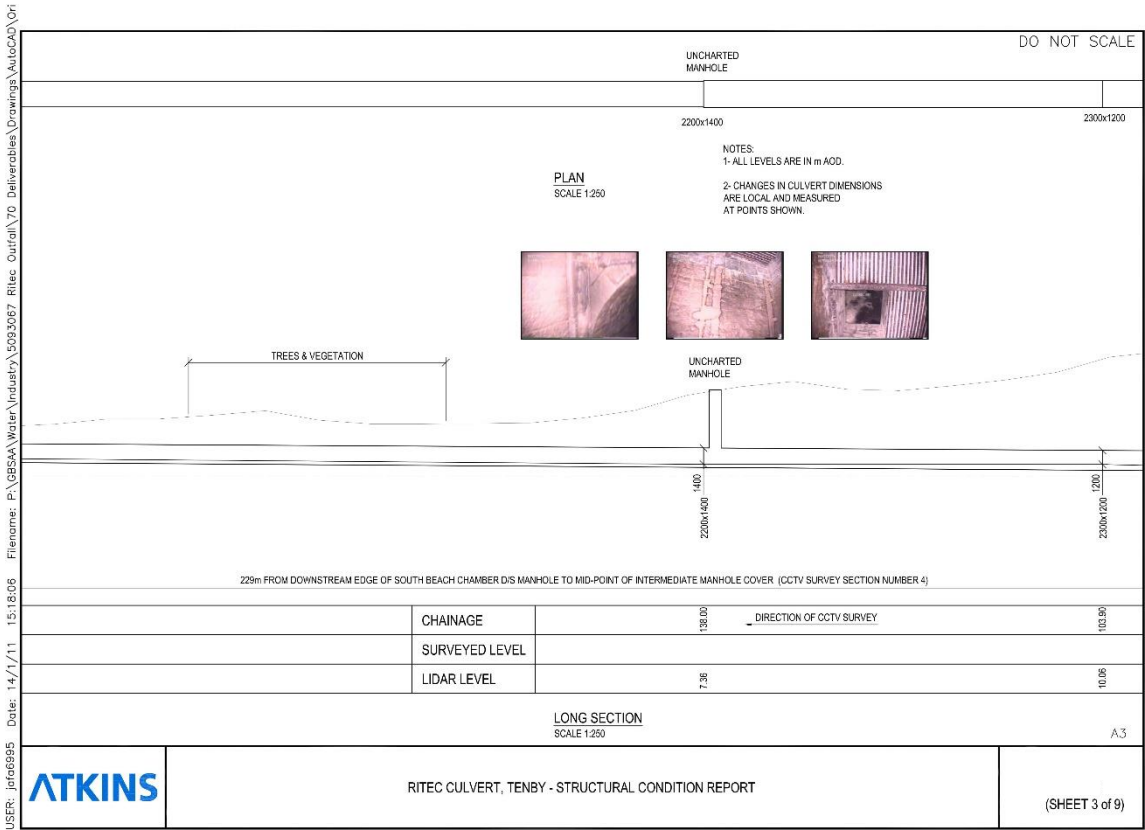 DO NOT SCALE
UNCHARTED
MANHOLE
2200x1400
2300x1200
NOTES:
1- ALL LEVELS ARE IN m AOD.
2- CHANGES IN CULVERT DIMENSIONS
ARE LOCAL AND MEASURED
AT POINTS SHOWN.
PLAN
SCALE 1:250
TREES & VEGETATION
UNCHARTED
MANHOLE
1400
2200x1400
1200
2300x1200
229m FROM DOWNSTREAM EDGE OF SOUTH BEACH CHAMBER D/S MANHOLE TO MID-POINT OF INTERMEDIATE MANHOLE COVER (CCTV SURVEY SECTION NUMBER 4)
CHAINAGE
138.00
DIRECTION OF CCTV SURVEY
103.90
SURVEYED LEVEL
LIDAR LEVEL
7.36
10.06
LONG SECTION
SCALE 1:250
A3
ATKINS
RITEC CULVERT, TENBY - STRUCTURAL CONDITION REPORT
(SHEET 3 of 9)
USER: jafa6995 Date: 14/1/11 15:18:06 Filename: P:\GBSAA\Water\Industry\5093067 Ritec Outfall\70 Deliverables\Drawings\AutoCAD\Ori